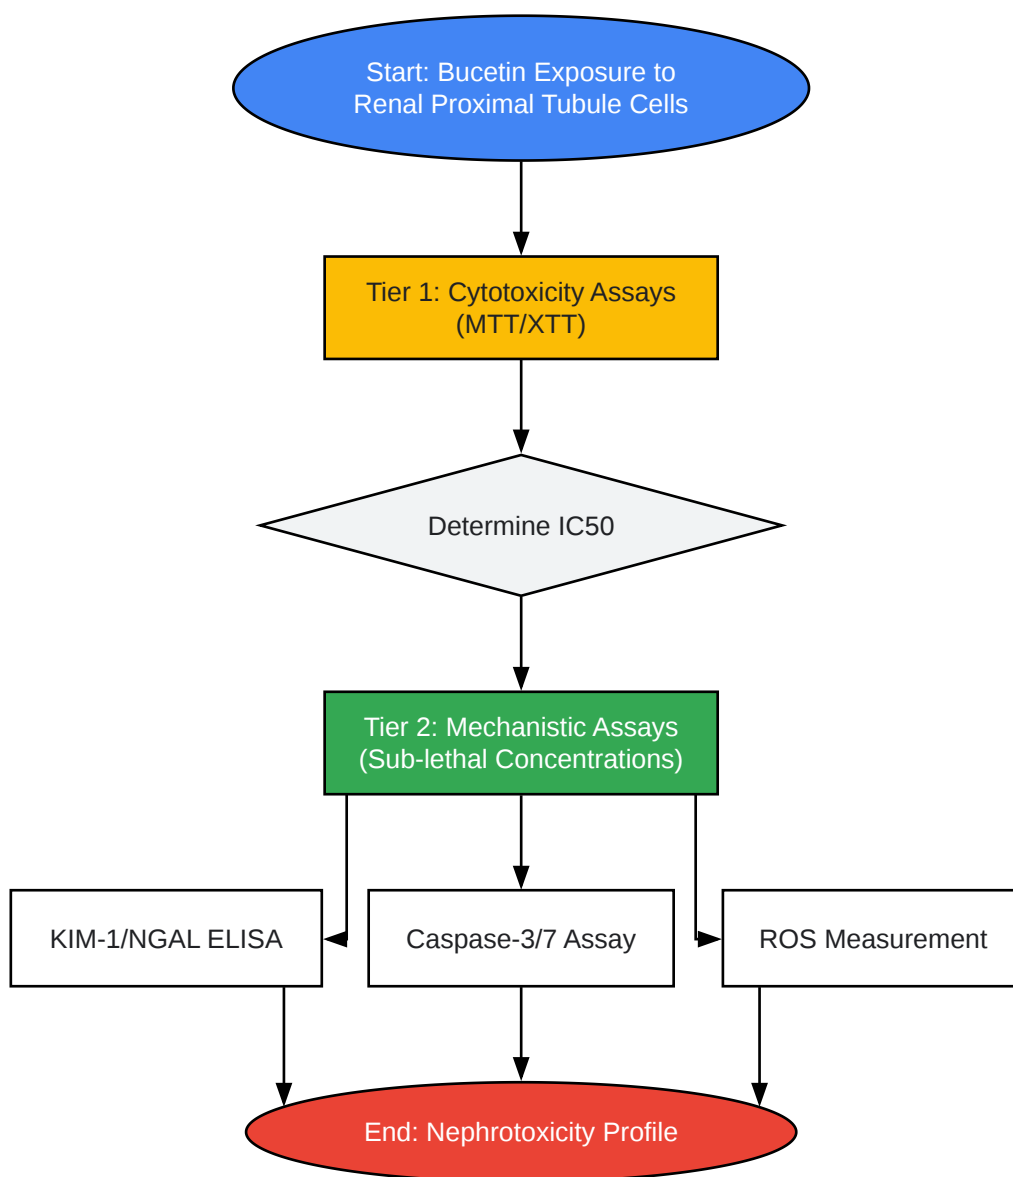 Start: Bucetin Exposure to
Renal Proximal Tubule Cells
Tier 1: Cytotoxicity Assays
(MTT/XTT)
Determine IC50
Tier 2: Mechanistic Assays
(Sub-lethal Concentrations)
KIM-1/NGAL ELISA
Caspase-3/7 Assay
ROS Measurement
End: Nephrotoxicity Profile